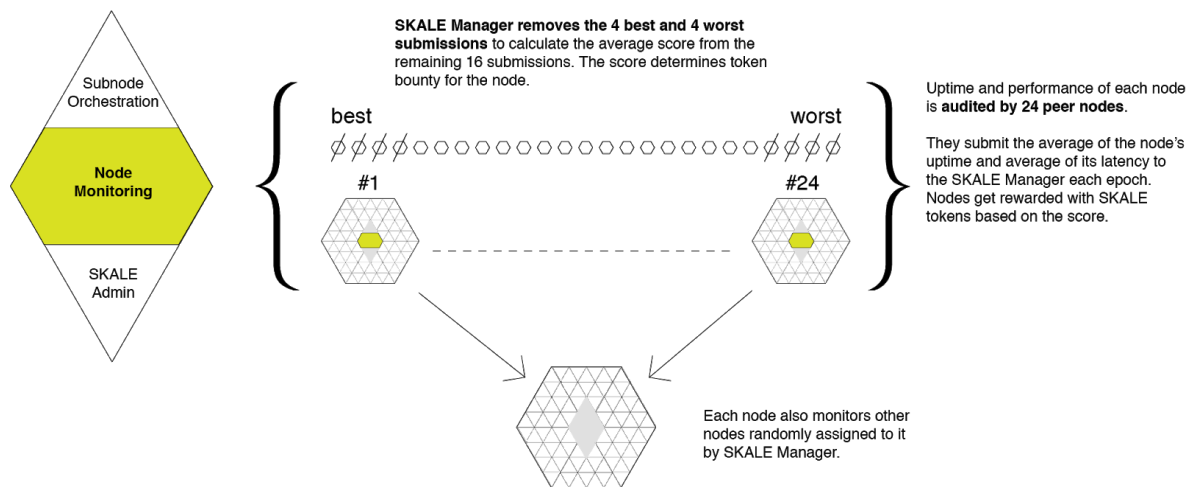 Subnode
Orchestration
Node
Monitoring
SKALE
Admin
SKALE Manager removes the 4 best and 4 worst
submissions to calculate the average score from the
remaining 16 submissions. The score determines token
bounty for the node.
best
worst
#1
#24
Uptime and performance of each node
is audited by 24 peer nodes.
They submit the average of the node’s
uptime and average of its latency to
the SKALE Manager each epoch.
Nodes get rewarded with SKALE
tokens based on the score.
Each node also monitors other
nodes randomly assigned to it
by SKALE Manager.